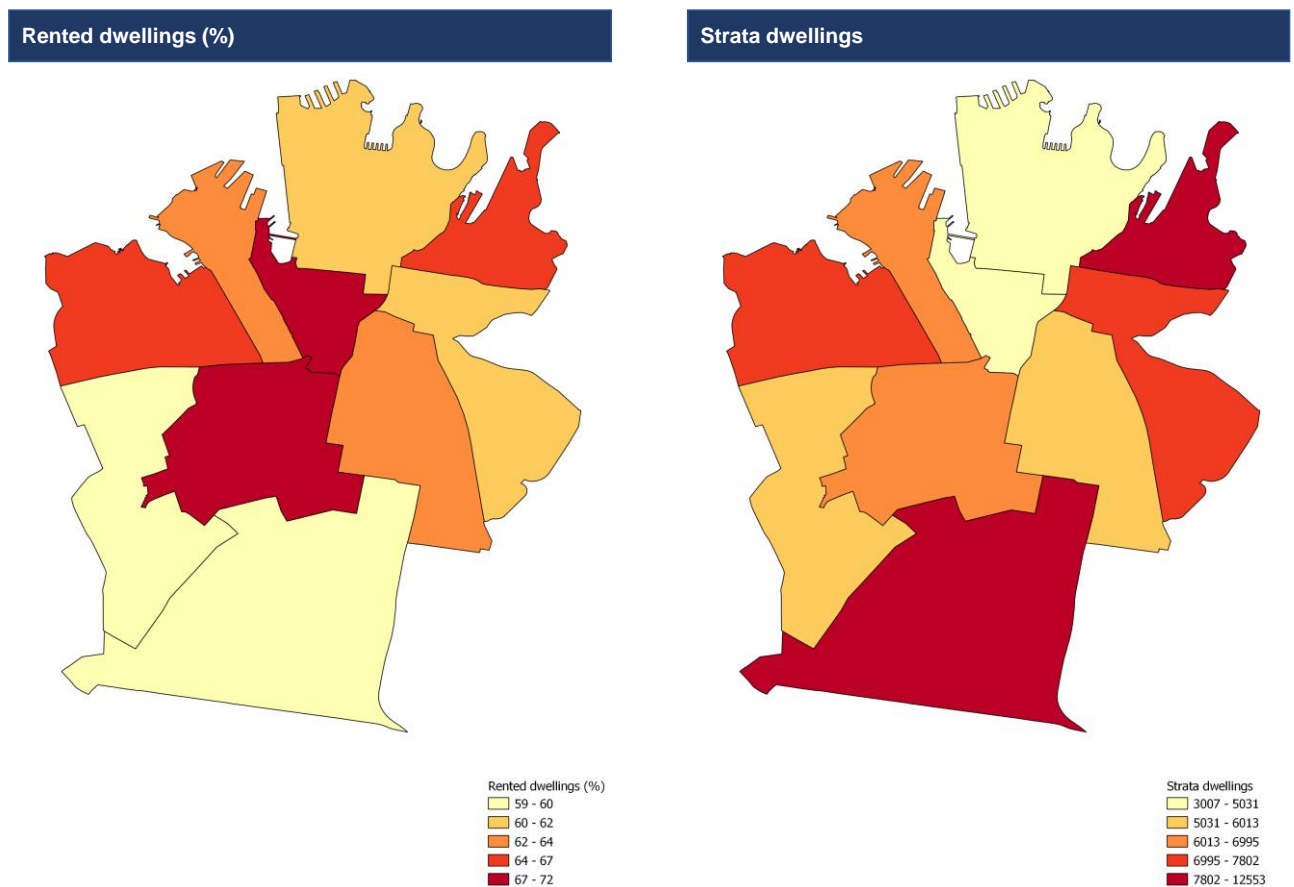 Rented dwellings (%)
Strata dwellings
Rented dwellings (%)
59 - 60
60 - 62
62 - 64
64 - 67
67 - 72
Strata dwellings
3007 - 5031
5031 - 6013
6013 - 6995
6995 - 7802
7802 - 12553